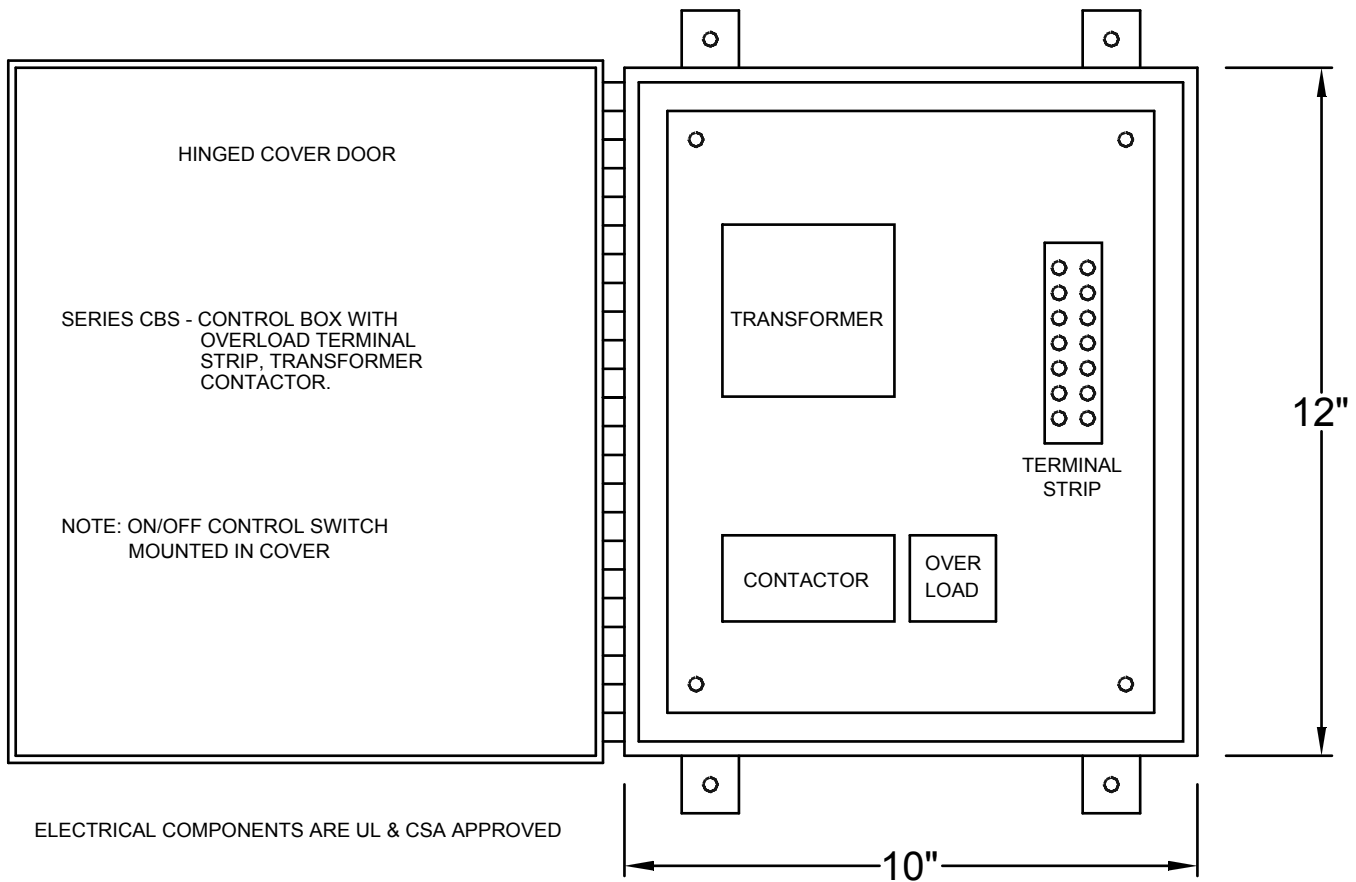 HINGED COVER DOOR
SERIES CBS - CONTROL BOX WITH
OVERLOAD TERMINAL
STRIP, TRANSFORMER
CONTACTOR.
NOTE: ON/OFF CONTROL SWITCH
MOUNTED IN COVER
ELECTRICAL COMPONENTS ARE UL & CSA APPROVED
TRANSFORMER
TERMINAL
STRIP
CONTACTOR
OVER
LOAD
12"
10"